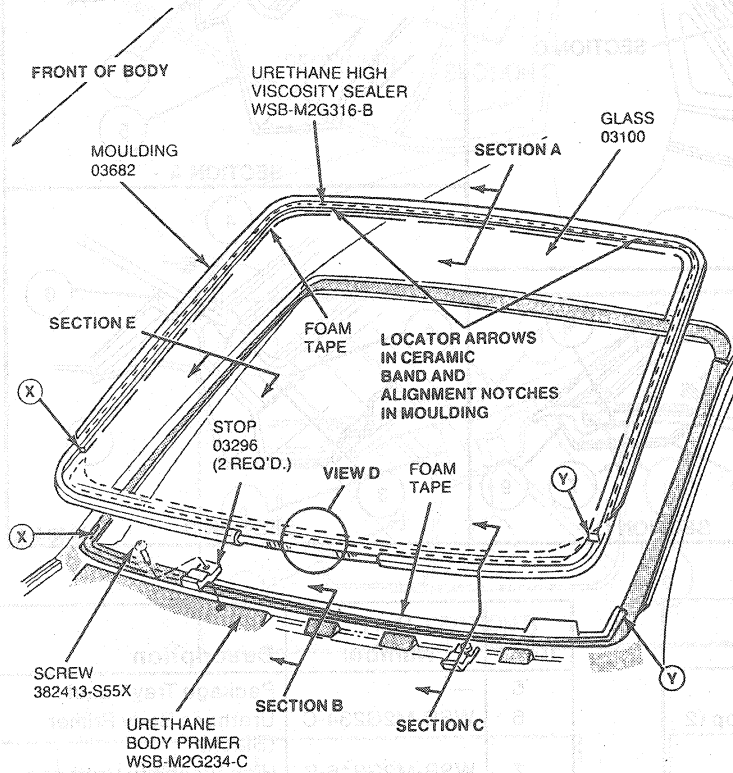 FRONT OF BODY
URETHANE HIGH
VISCOSITY SEALER
WSB-M2G316-B
GLASS
03100
MOULDING
03682
SECTION A
SECTION E
FOAM
TAPE
LOCATOR ARROWS
IN CERAMIC
BAND AND
ALIGNMENT NOTCHES
IN MOULDING
X
STOP
03296
(2 REQ'D.)
VIEW D
FOAM
TAPE
Y
X
SCREW
382413-S55X
SECTION B
SECTION C
Y
URETHANE
BODY PRIMER
WSB-M2G234-C